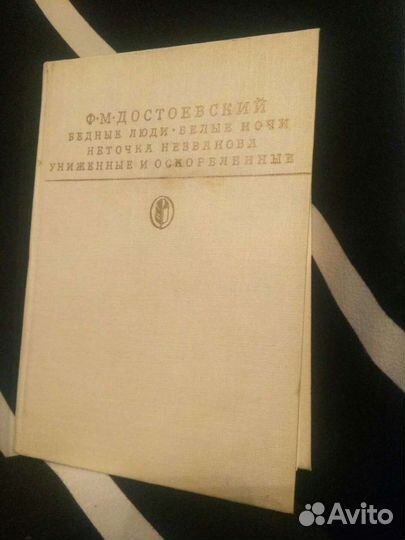 Ф·М·ДОСТОЕВСКИЙ
БЕДНЫЕ ЛЮДИ·БЕЛЫЕ НОЧИ
НЕТОЧКА НЕЗВАНОВА
УНИЖЕННЫЕ И ОСКОРБЛЕННЫЕ
Avito